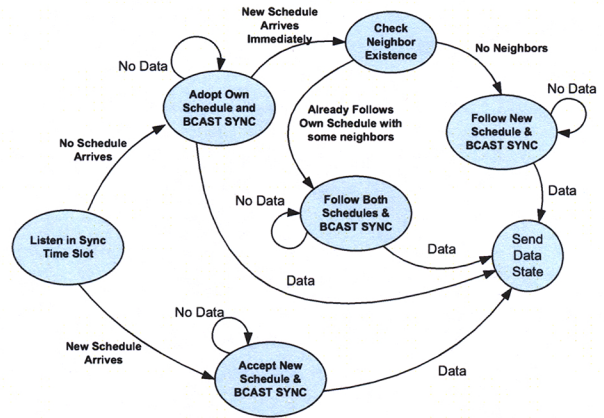 New Schedule
Arrives
Immediately
Check
Neighbor
Existence
No Neighbors
No Data
Adopt Own
Schedule and
BCAST SYNC
No Data
Follow New
Schedule &
BCAST SYNC
Already Follows
Own Schedule with
some neighbors
No Schedule
Arrives
No Data
Follow Both
Schedules &
BCAST SYNC
Data
Listen in Sync
Time Slot
Data
Send
Data
State
Data
No Data
New Schedule
Arrives
Accept New
Schedule &
BCAST SYNC
Data